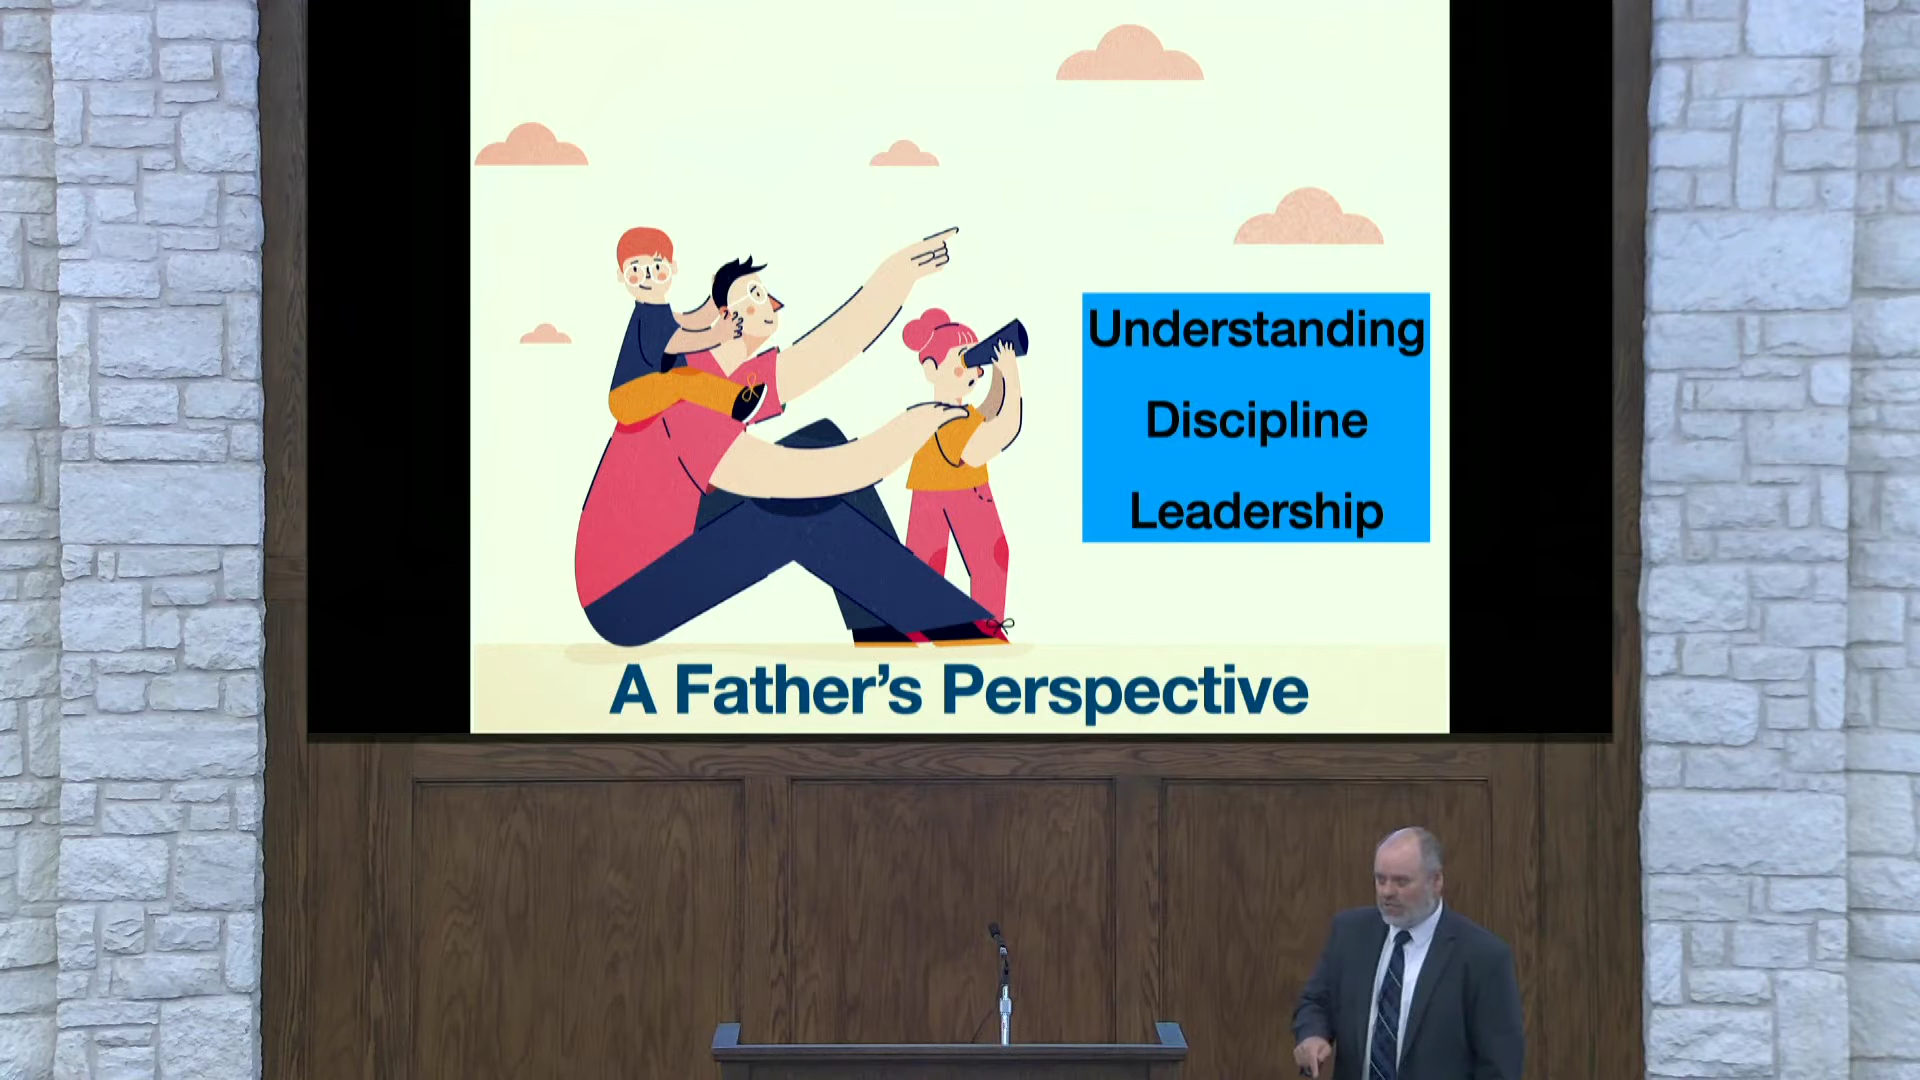 Understanding
Discipline
Leadership
A Father’s Perspective